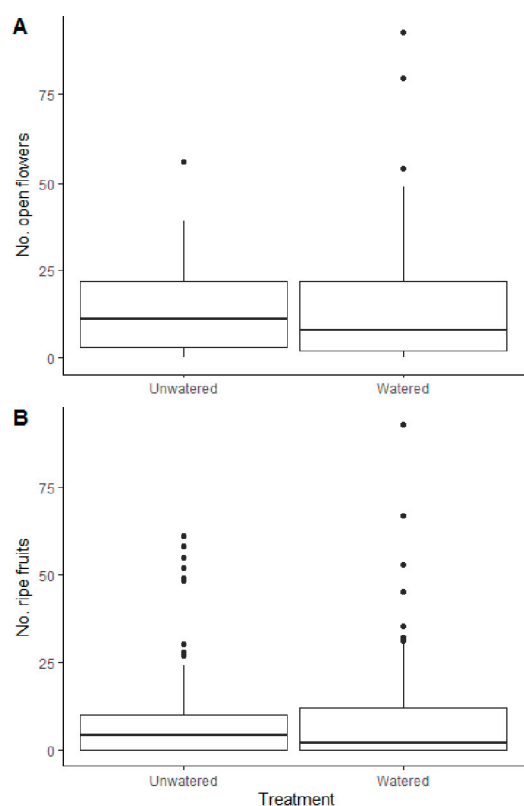 A
No. open flowers
75
50
25
0
Unwatered Watered
B
No. ripe fruits
75
50
25
0
Unwatered Watered
Treatment